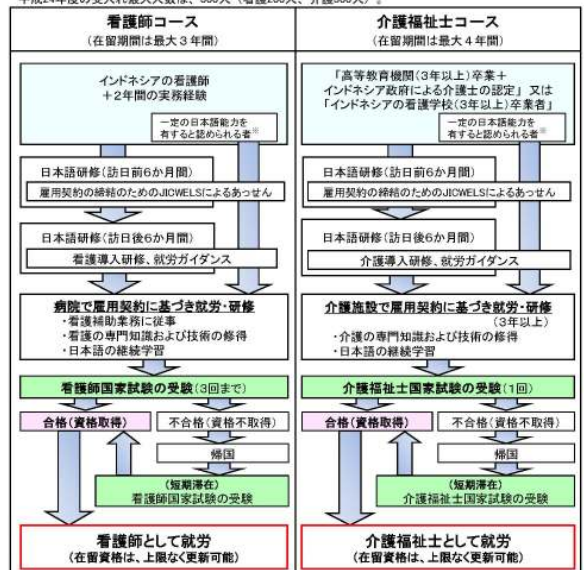 看護師コース
(在留期間は最大3年間)
インドネシアの看護師
+2年間の実務経験
一定の日本語能力を
有すると認められる者※
日本語研修(訪日前6か月間)
雇用契約の締結のためのJICWELSによるあっせん
日本語研修(訪日後6か月間)
看護導入研修、就労ガイダンス
病院で雇用契約に基づき就労・研修
・看護補助業務に従事
・看護の専門知識および技術の修得
・日本語の継続学習
看護師国家試験の受験(3回まで)
合格(資格取得)
不合格(資格不取得)
帰国
(短期滞在)
看護師国家試験の受験
看護師として就労
(在留資格は、上限なく更新可能)
介護福祉士コース
(在留期間は最大4年間)
「高等教育機関(3年以上)卒業+
インドネシア政府による介護士の認定」 又は
「インドネシアの看護学校(3年以上)卒業者」
一定の日本語能力を
有すると認められる者※
日本語研修(訪日前6か月間)
雇用契約の締結のためのJICWELSによるあっせん
日本語研修(訪日後6か月間)
介護導入研修、就労ガイダンス
介護施設で雇用契約に基づき就労・研修
(3年以上)
・介護の専門知識および技術の修得
・日本語の継続学習
介護福祉士国家試験の受験(1回)
合格(資格取得)
不合格(資格不取得)
帰国
(短期滞在)
介護福祉士国家試験の受験
介護福祉士として就労
(在留資格は、上限なく更新可能)